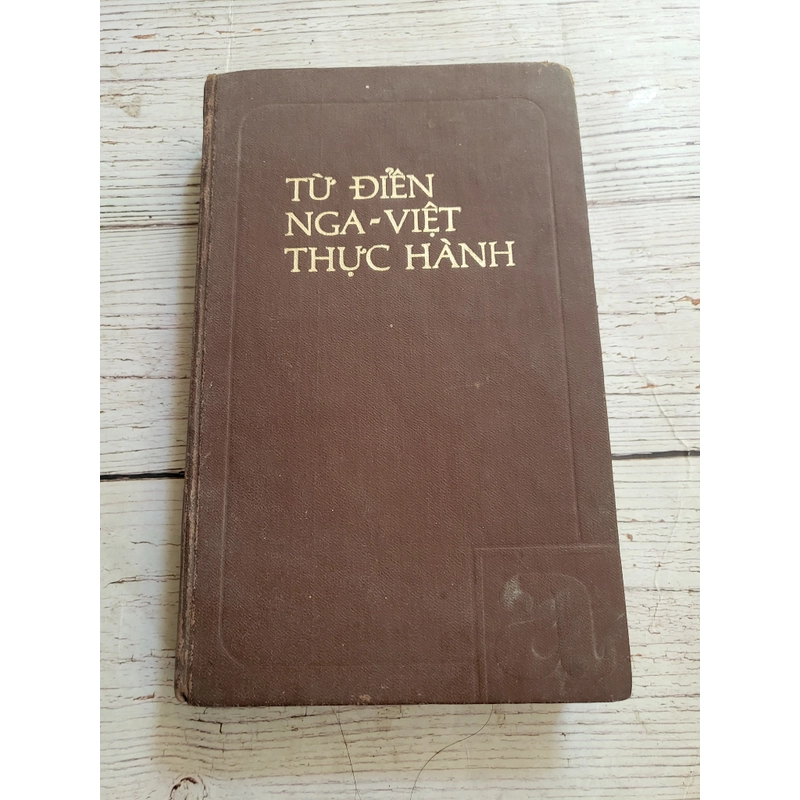 TỪ ĐIỂN
NGA-VIỆT
THỰC HÀNH
a